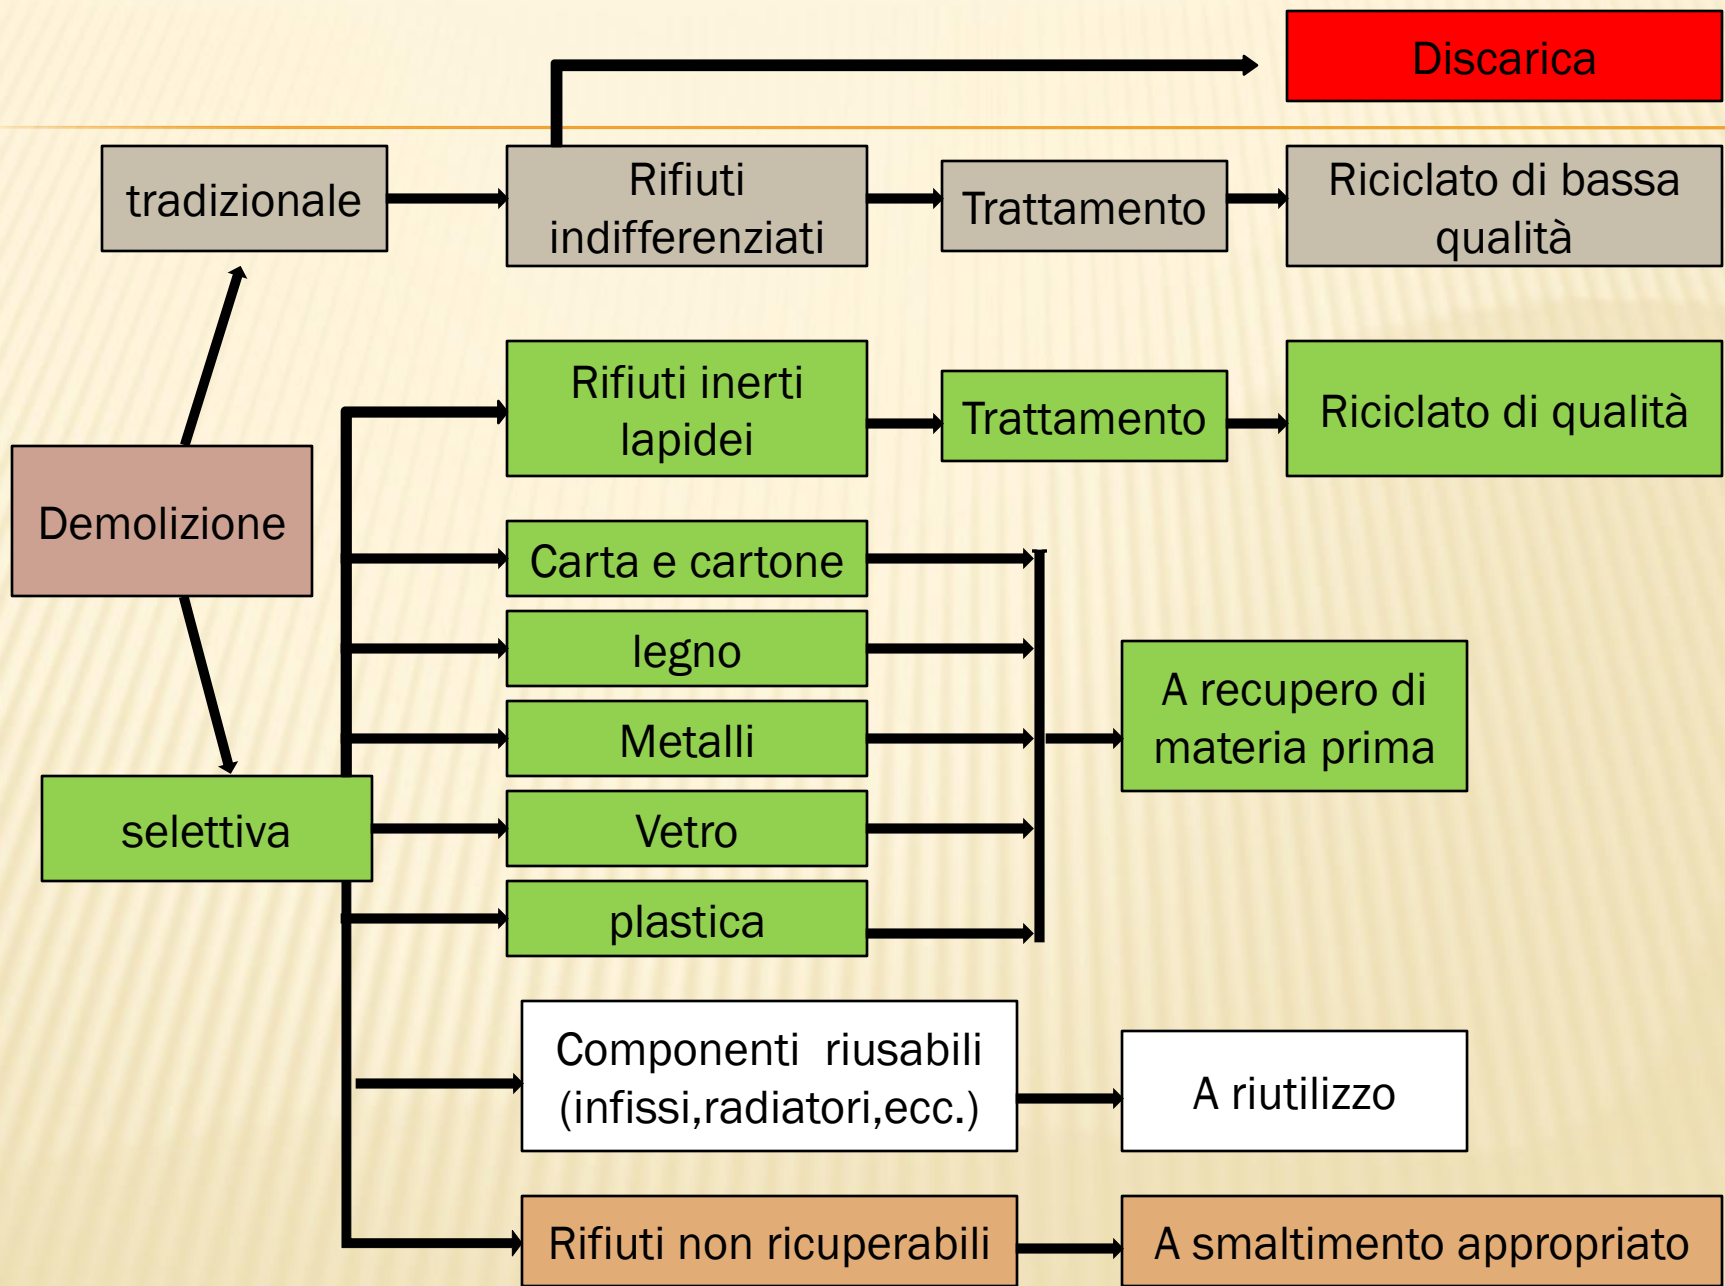 Discarica
tradizionale
Rifiuti
indifferenziati
Trattamento
Riciclato di bassa
qualità
Rifiuti inerti
lapidei
Trattamento
Riciclato di qualità
Demolizione
Carta e cartone
legno
Metalli
A recupero di
materia prima
selettiva
Vetro
plastica
Componenti riusabili
(infissi,radiatori,ecc.)
A riutilizzo
Rifiuti non ricuperabili
A smaltimento appropriato